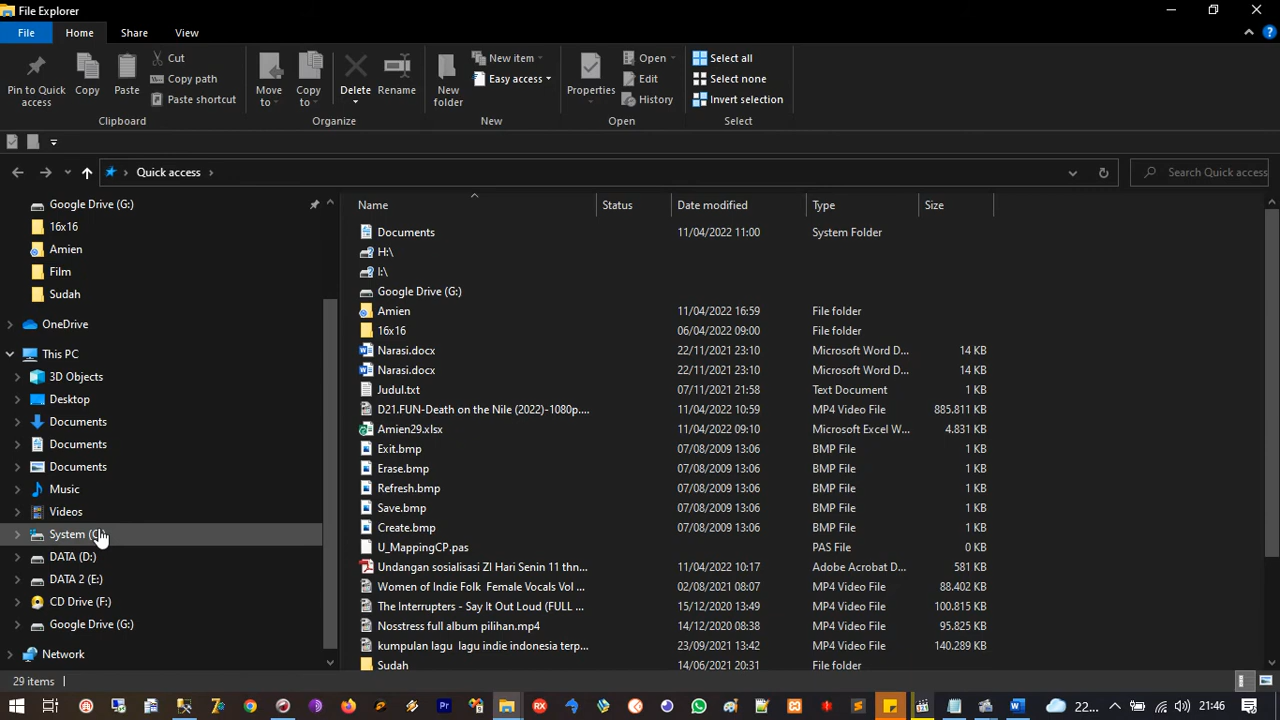 File Explorer
File Home Share View
Pin to Quick access
Copy
Paste
Cut
Copy path
Paste shortcut
Clipboard
Move to
Copy to
Delete
Rename
Organize
New folder
New item
Easy access
New
Properties
Open
Edit
History
Open
Select all
Select none
Invert selection
Select
Quick access
Search Quick access
Google Drive (G:)
16x16
Amien
Film
Sudah
OneDrive
This PC
3D Objects
Desktop
Documents
Documents
Documents
Music
Videos
System (C:)
DATA (D:)
DATA 2 (E:)
CD Drive (F:)
Google Drive (G:)
Network
Name Status Date modified Type Size
Documents 11/04/2022 11:00 System Folder
H:\
I:\
Google Drive (G:)
Amien 11/04/2022 16:59 File folder
16x16 06/04/2022 09:00 File folder
Narasi.docx 22/11/2021 23:10 Microsoft Word D... 14 KB
Narasi.docx 22/11/2021 23:10 Microsoft Word D... 14 KB
Judul.txt 07/11/2021 21:58 Text Document 1 KB
D21.FUN-Death on the Nile (2022)-1080p.... 11/04/2022 10:59 MP4 Video File 885.811 KB
Amien29.xlsx 11/04/2022 09:10 Microsoft Excel W... 4.831 KB
Exit.bmp 07/08/2009 13:06 BMP File 1 KB
Erase.bmp 07/08/2009 13:06 BMP File 1 KB
Refresh.bmp 07/08/2009 13:06 BMP File 1 KB
Save.bmp 07/08/2009 13:06 BMP File 1 KB
Create.bmp 07/08/2009 13:06 BMP File 1 KB
U_MappingCP.pas PAS File 0 KB
Undangan sosialisasi ZI Hari Senin 11 thn... 11/04/2022 10:17 Adobe Acrobat D... 581 KB
Women of Indie Folk Female Vocals Vol ... 02/08/2021 08:07 MP4 Video File 88.402 KB
The Interrupters - Say It Out Loud (FULL ... 15/12/2020 13:49 MP4 Video File 100.815 KB
Nosstress full album pilihan.mp4 14/12/2020 08:38 MP4 Video File 95.825 KB
kumpulan lagu lagu indie indonesia terp... 23/09/2021 13:42 MP4 Video File 140.289 KB
Sudah 14/06/2021 20:31 File folder
29 items
22... 21:46